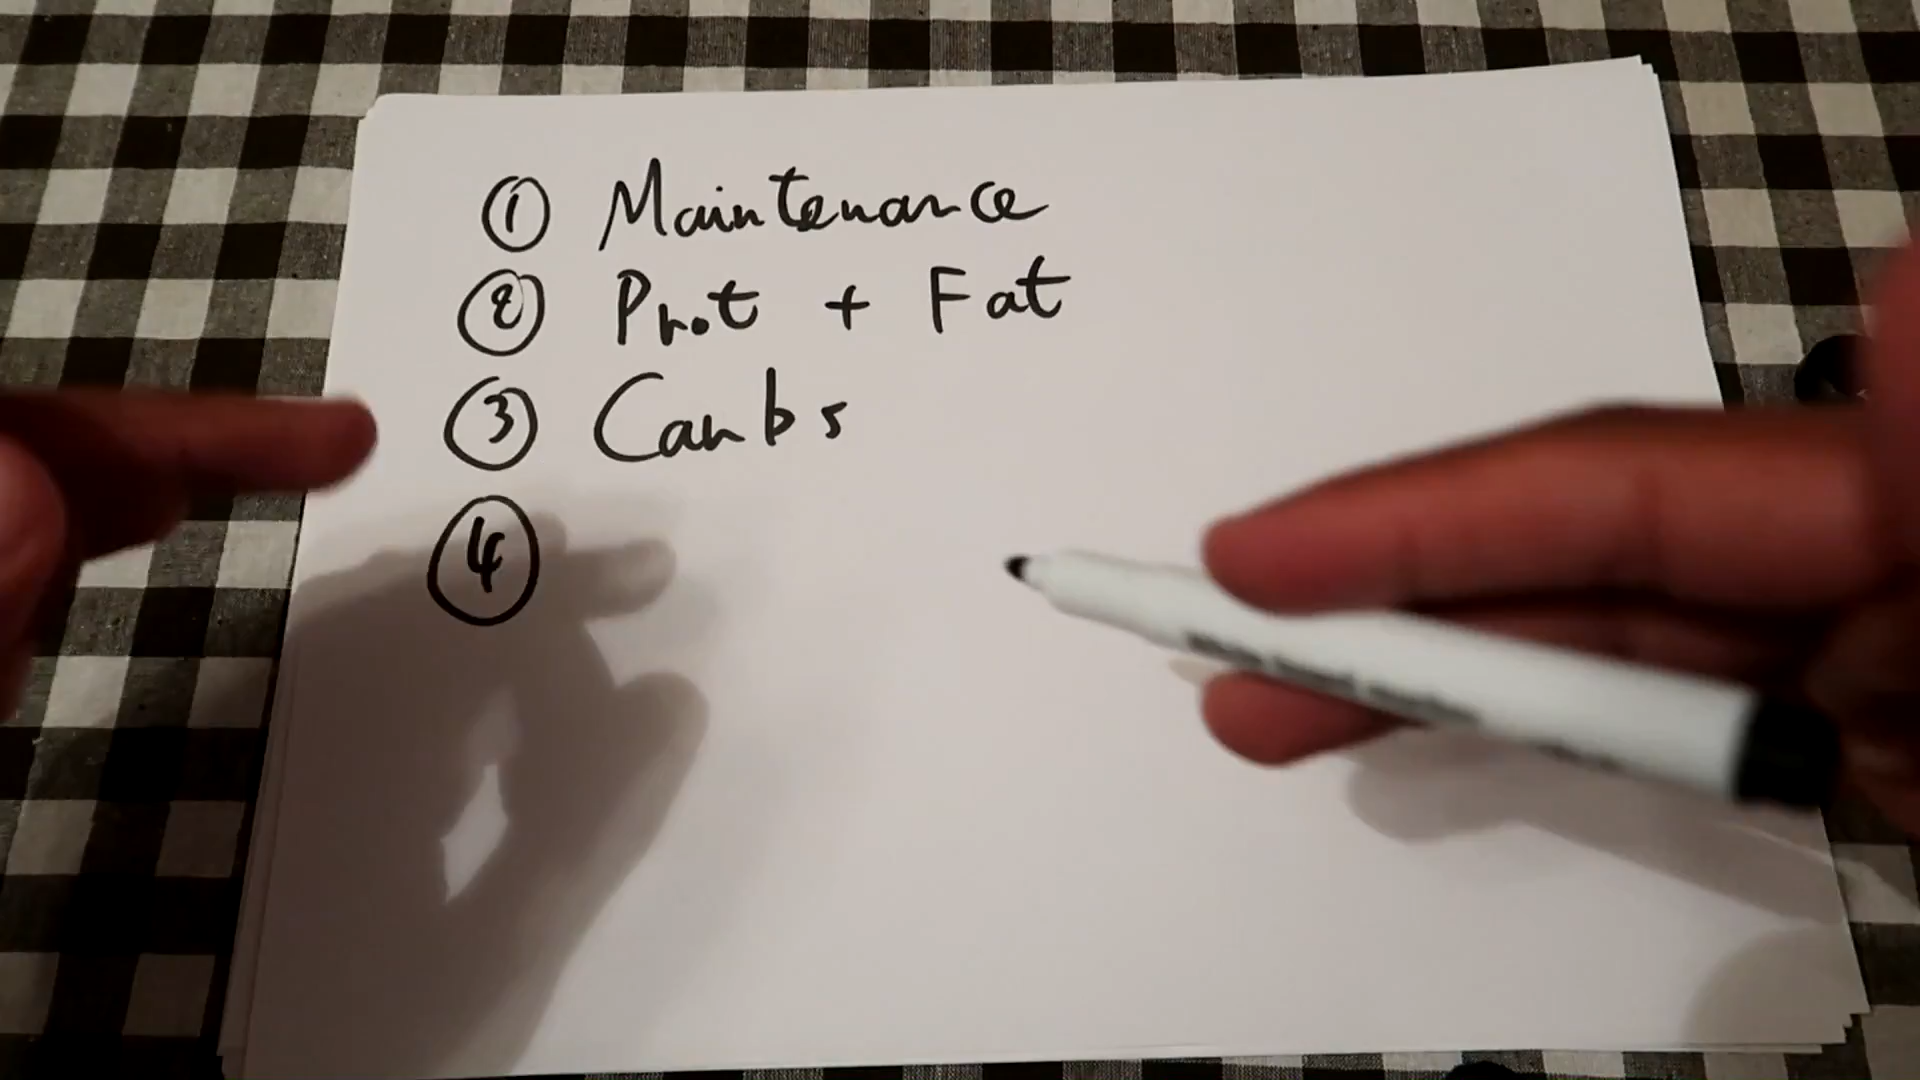 ① Maintenance
② Prot + Fat
③ Carbs
④